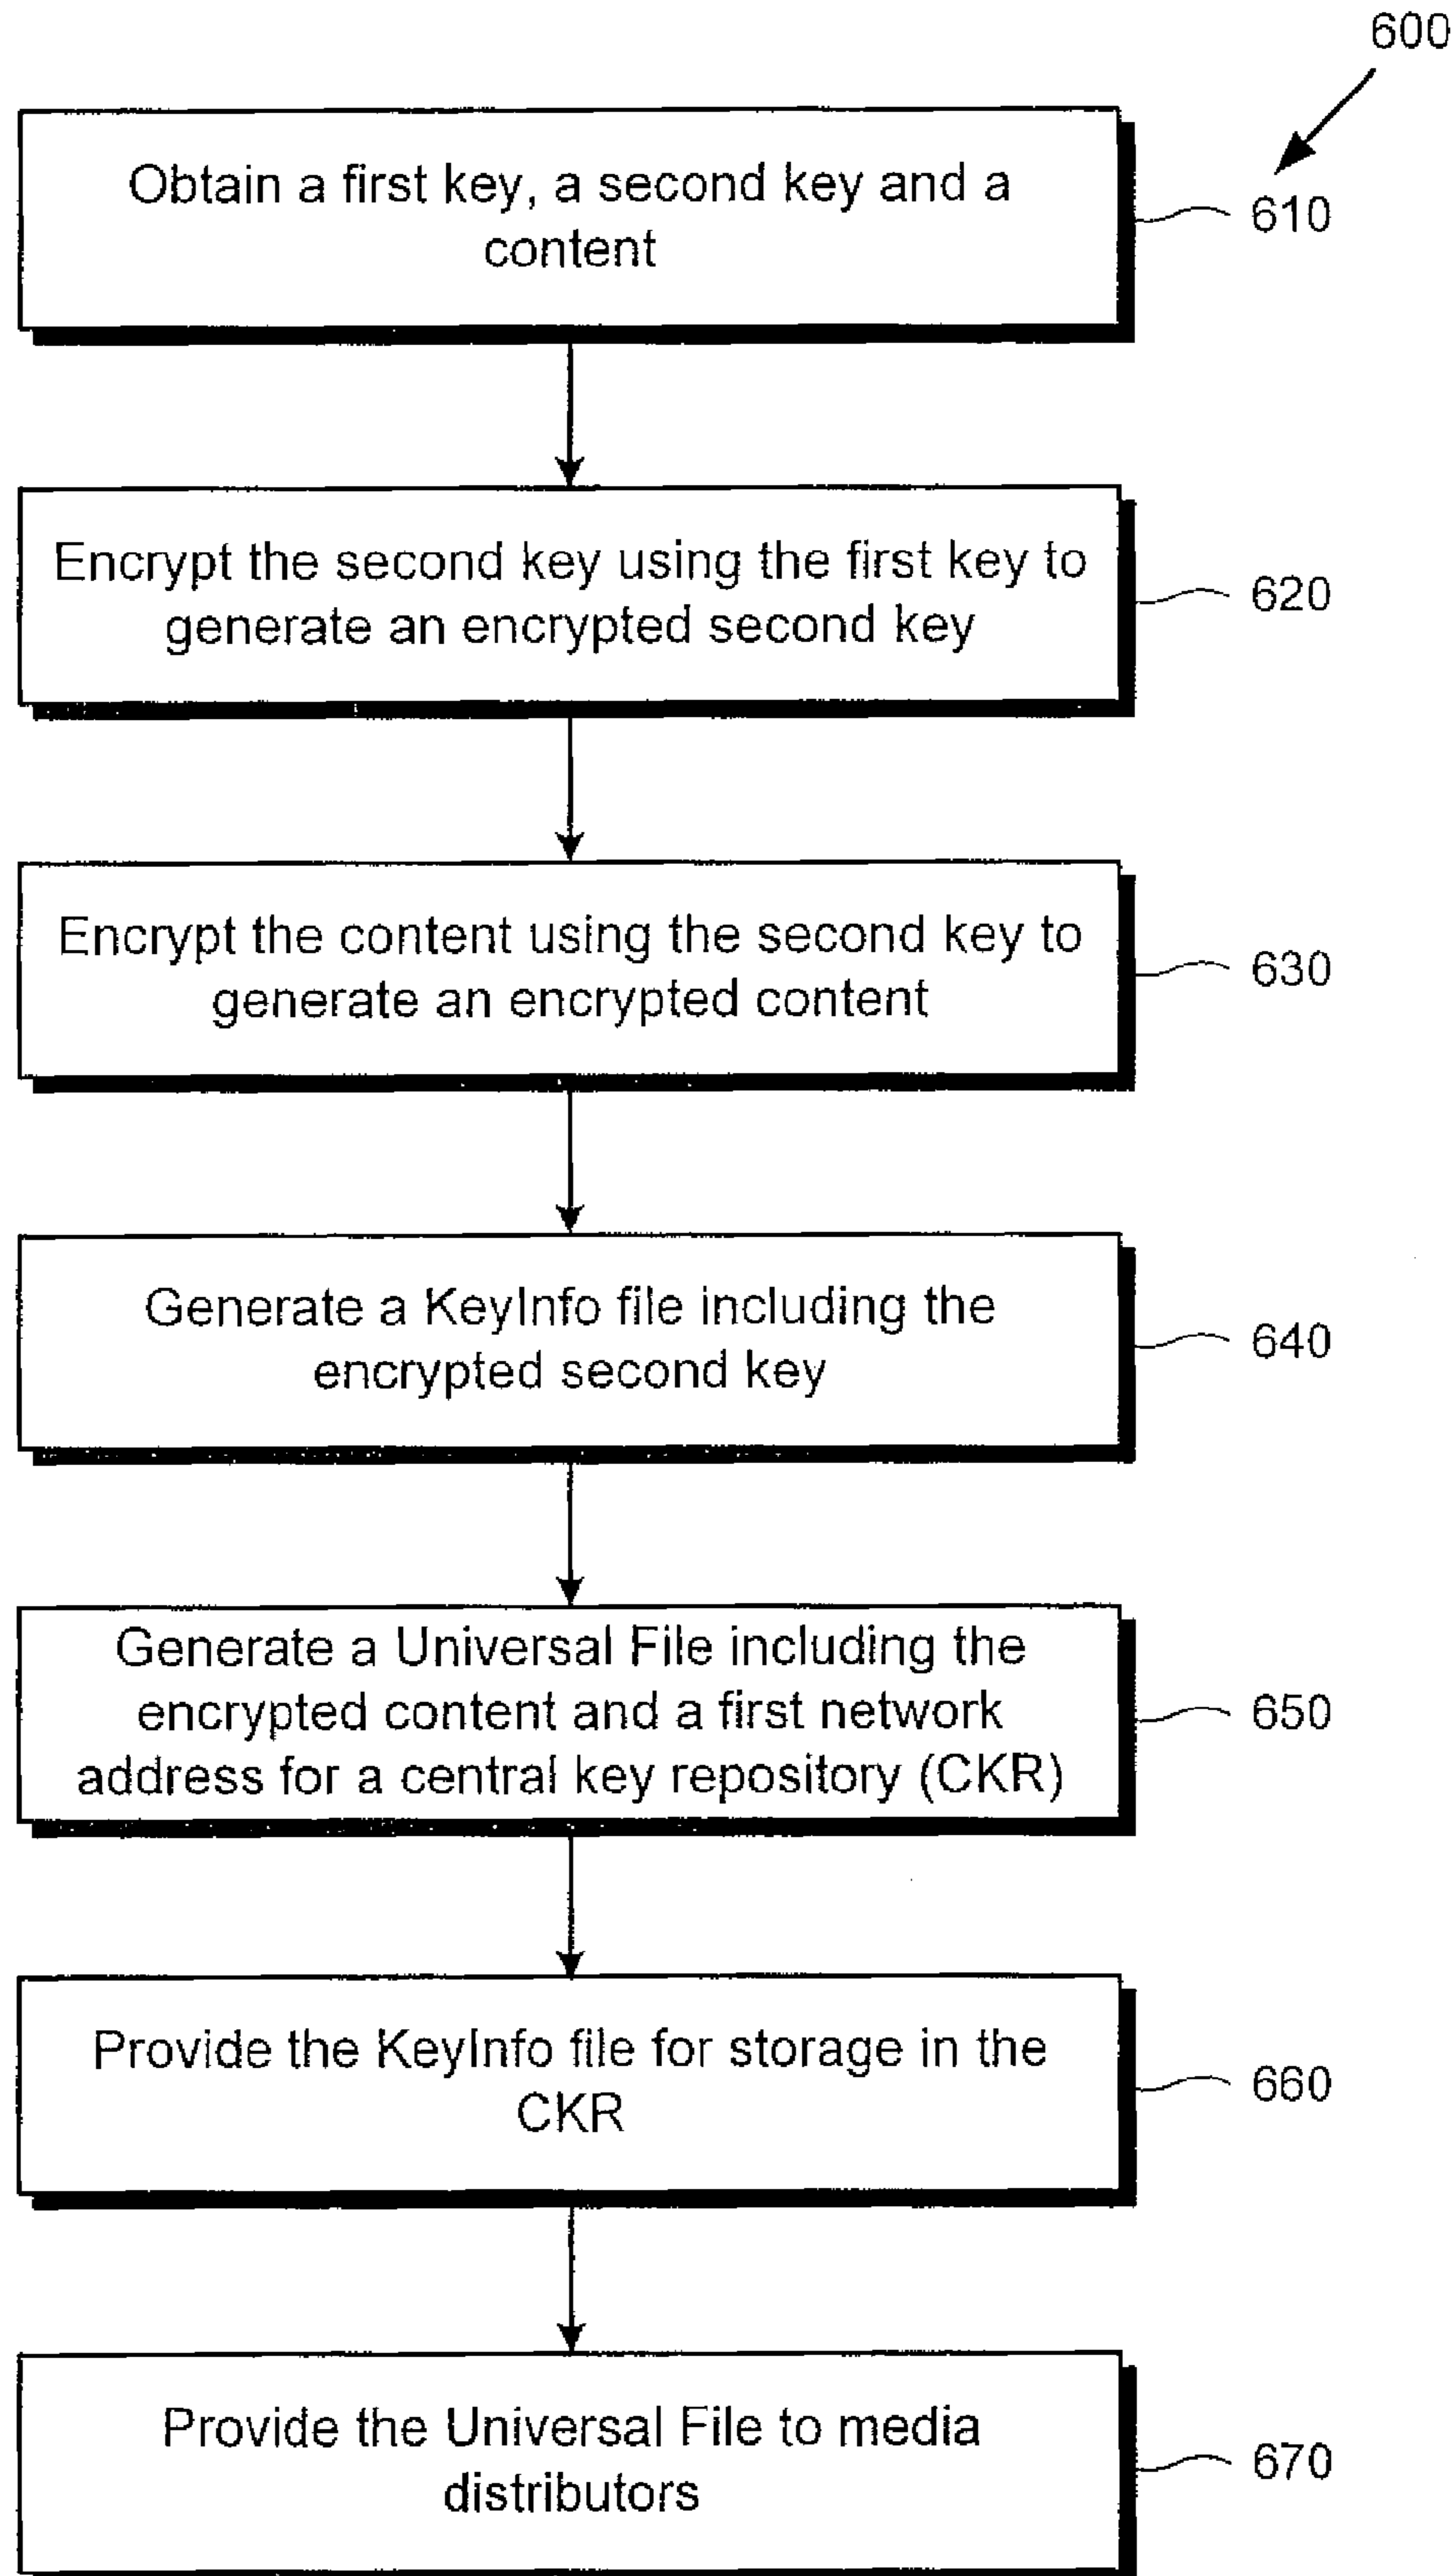 600
Obtain a first key, a second key and a
content
610
Encrypt the second key using the first key to
generate an encrypted second key
620
Encrypt the content using the second key to
generate an encrypted content
630
Generate a KeyInfo file including the
encrypted second key
640
Generate a Universal File including the
encrypted content and a first network
address for a central key repository (CKR)
650
Provide the KeyInfo file for storage in the
CKR
660
Provide the Universal File to media
distributors
670